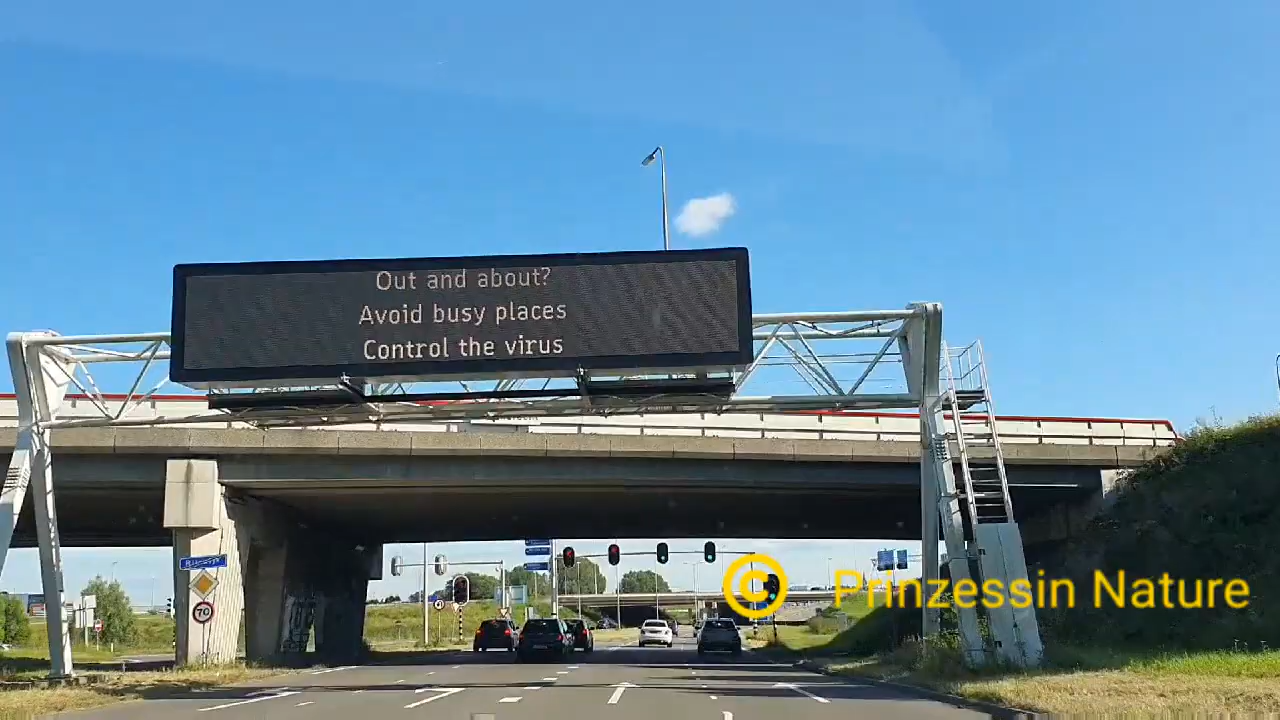 Out and about?
Avoid busy places
Control the virus
70
© Prinzessin Nature